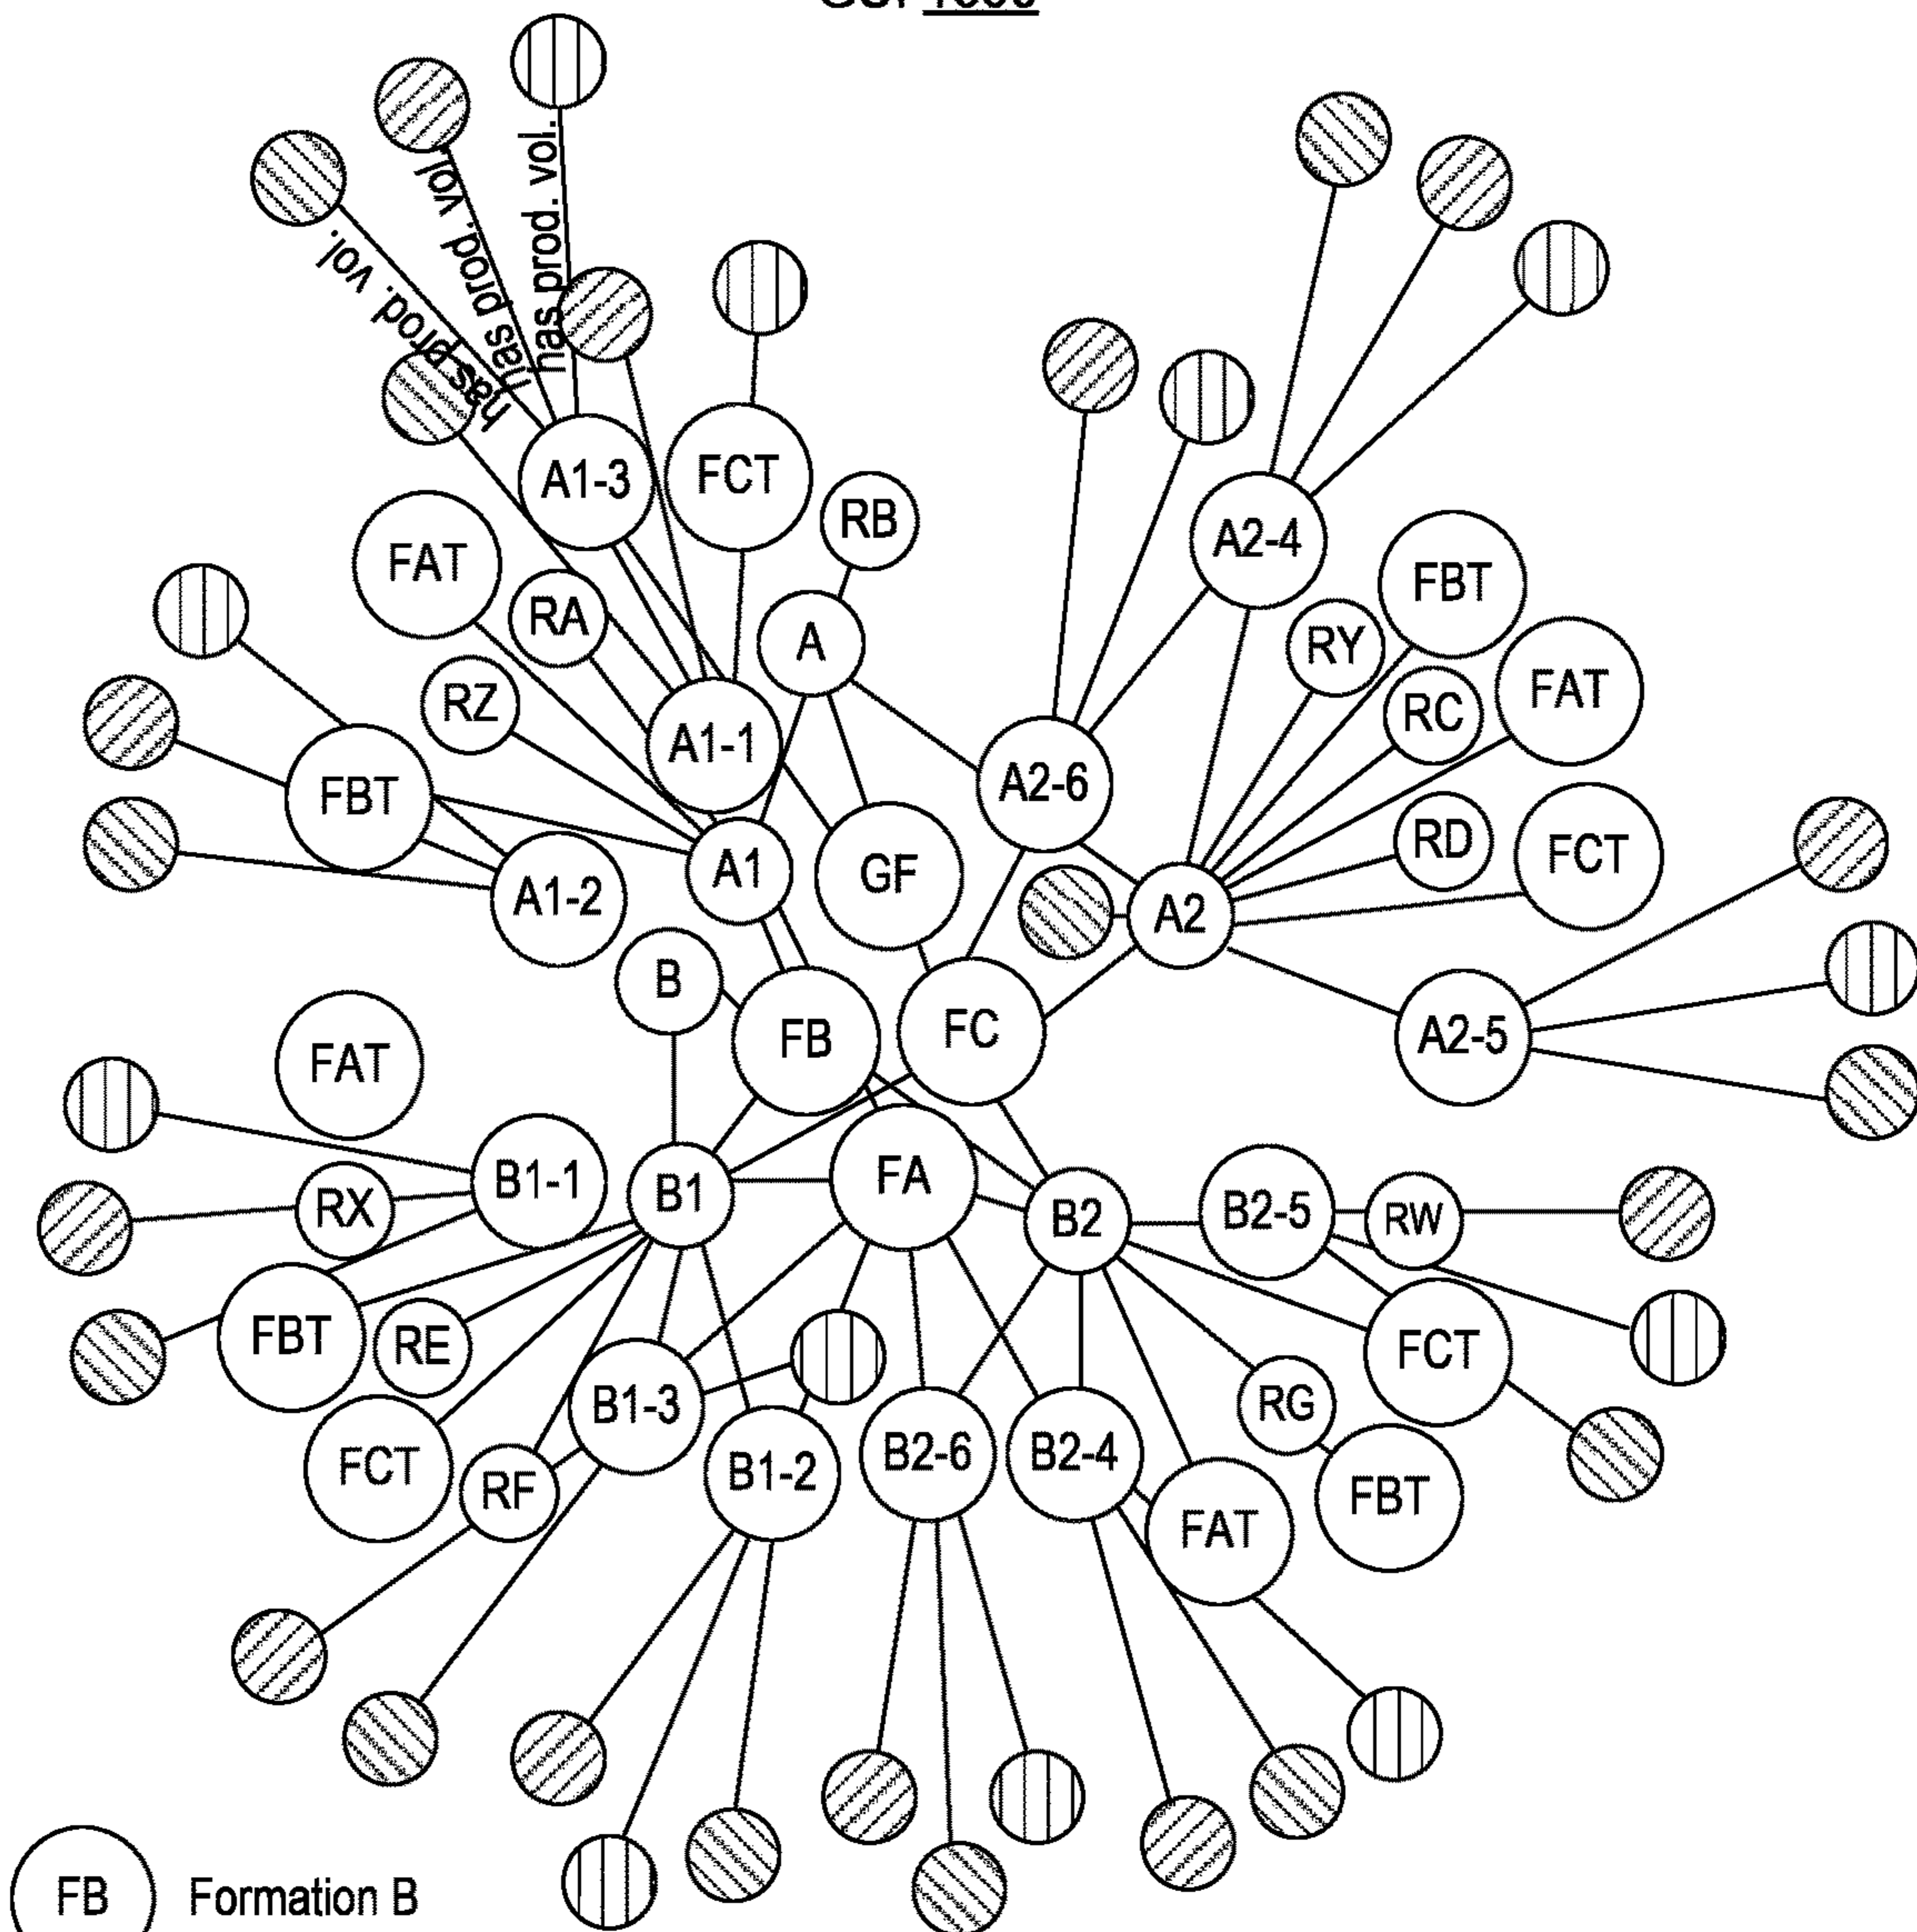 has prod. vol.
has prod. vol
has prod. vol.
A1-3
FCT
RB
A2-4
FAT
RA
A
FBT
RY
RC
FAT
RZ
A1-1
A2-6
FBT
RD
FCT
A1-2
A1
GF
A2
B
FB
FC
A2-5
FAT
B1-1
RX
B1
FA
B2
B2-5
RW
FBT
RE
B1-3
RG
FCT
FCT
RF
B1-2
B2-6
B2-4
FAT
FBT
FB Formation B